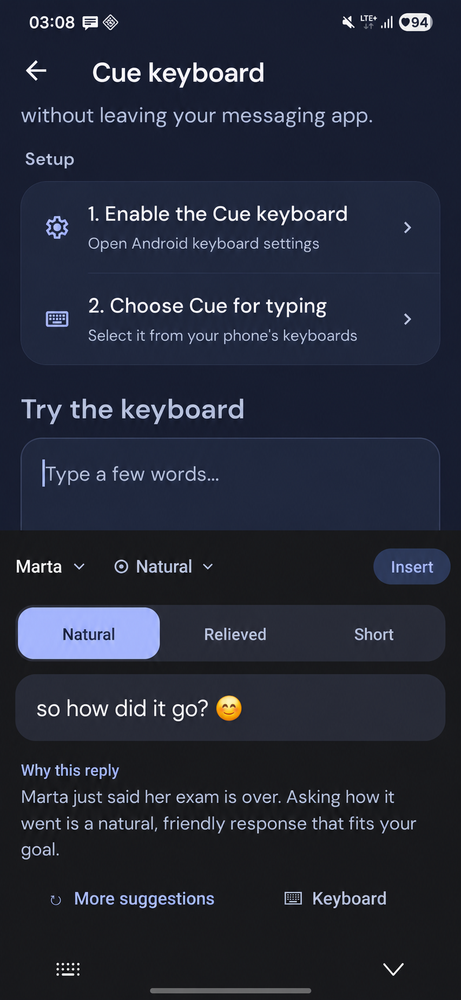 03:08
LTE+
94
Cue keyboard
without leaving your messaging app.
Setup
1. Enable the Cue keyboard
Open Android keyboard settings
2. Choose Cue for typing
Select it from your phone's keyboards
Try the keyboard
Type a few words...
Marta
Natural
Insert
Natural
Relieved
Short
so how did it go? 😊
Why this reply
Marta just said her exam is over. Asking how it
went is a natural, friendly response that fits your
goal.
More suggestions
Keyboard